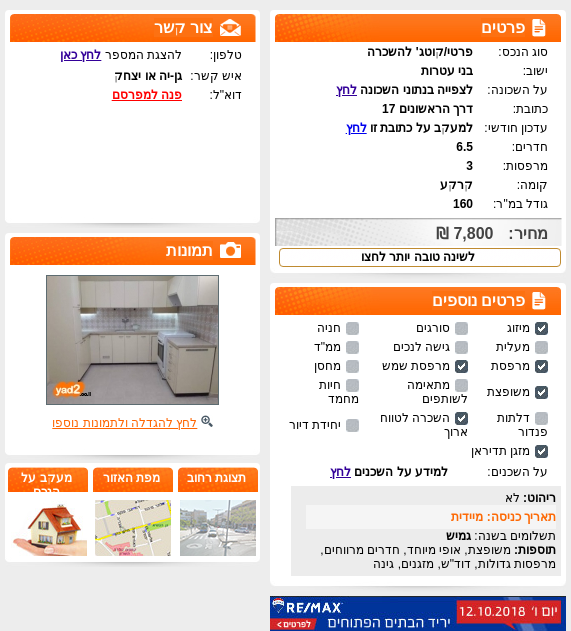 פרטים
סוג הנכס: פרטי/קוטג' להשכרה
ישוב: בני עטרות
על השכונה: לצפייה בנתוני השכונה לחץ
כתובת: דרך הראשונים 17
עדכון חודשי: למעקב על כתובת זו לחץ
חדרים: 6.5
מרפסות: 3
קומה: קרקע
גודל במ"ר: 160
מחיר: 7,800 ₪
לשינה טובה יותר לחצו
פרטים נוספים
מיזוג סורגים חניה
מעלית גישה לנכים ממ"ד
מרפסת מרפסת שמש מחסן
משופצת מתאימה לשותפים חיות מחמד
דלתות פנדור השכרה לטווח ארוך יחידת דיור
מזגן תדיראן
על השכנים: למידע על השכנים לחץ
ריהוט: לא
תאריך כניסה: מיידית
תשלומים בשנה: גמיש
תוספות: משופצת, אופי מיוחד, חדרים מרווחים,
מרפסות גדולות, דוד"ש, מזגנים, גינה
יום ו' 12.10.2018
RE/MAX
יריד הבתים הפתוחים
לפרטים >
צור קשר
טלפון: להצגת המספר לחץ כאן
איש קשר: גן-יה או יצחק
דוא"ל: פנה למפרסם
תמונות
yad2
לחץ להגדלה ולתמונות נוספו
תצוגת רחוב
מפת האזור
מעקב על
הנכס